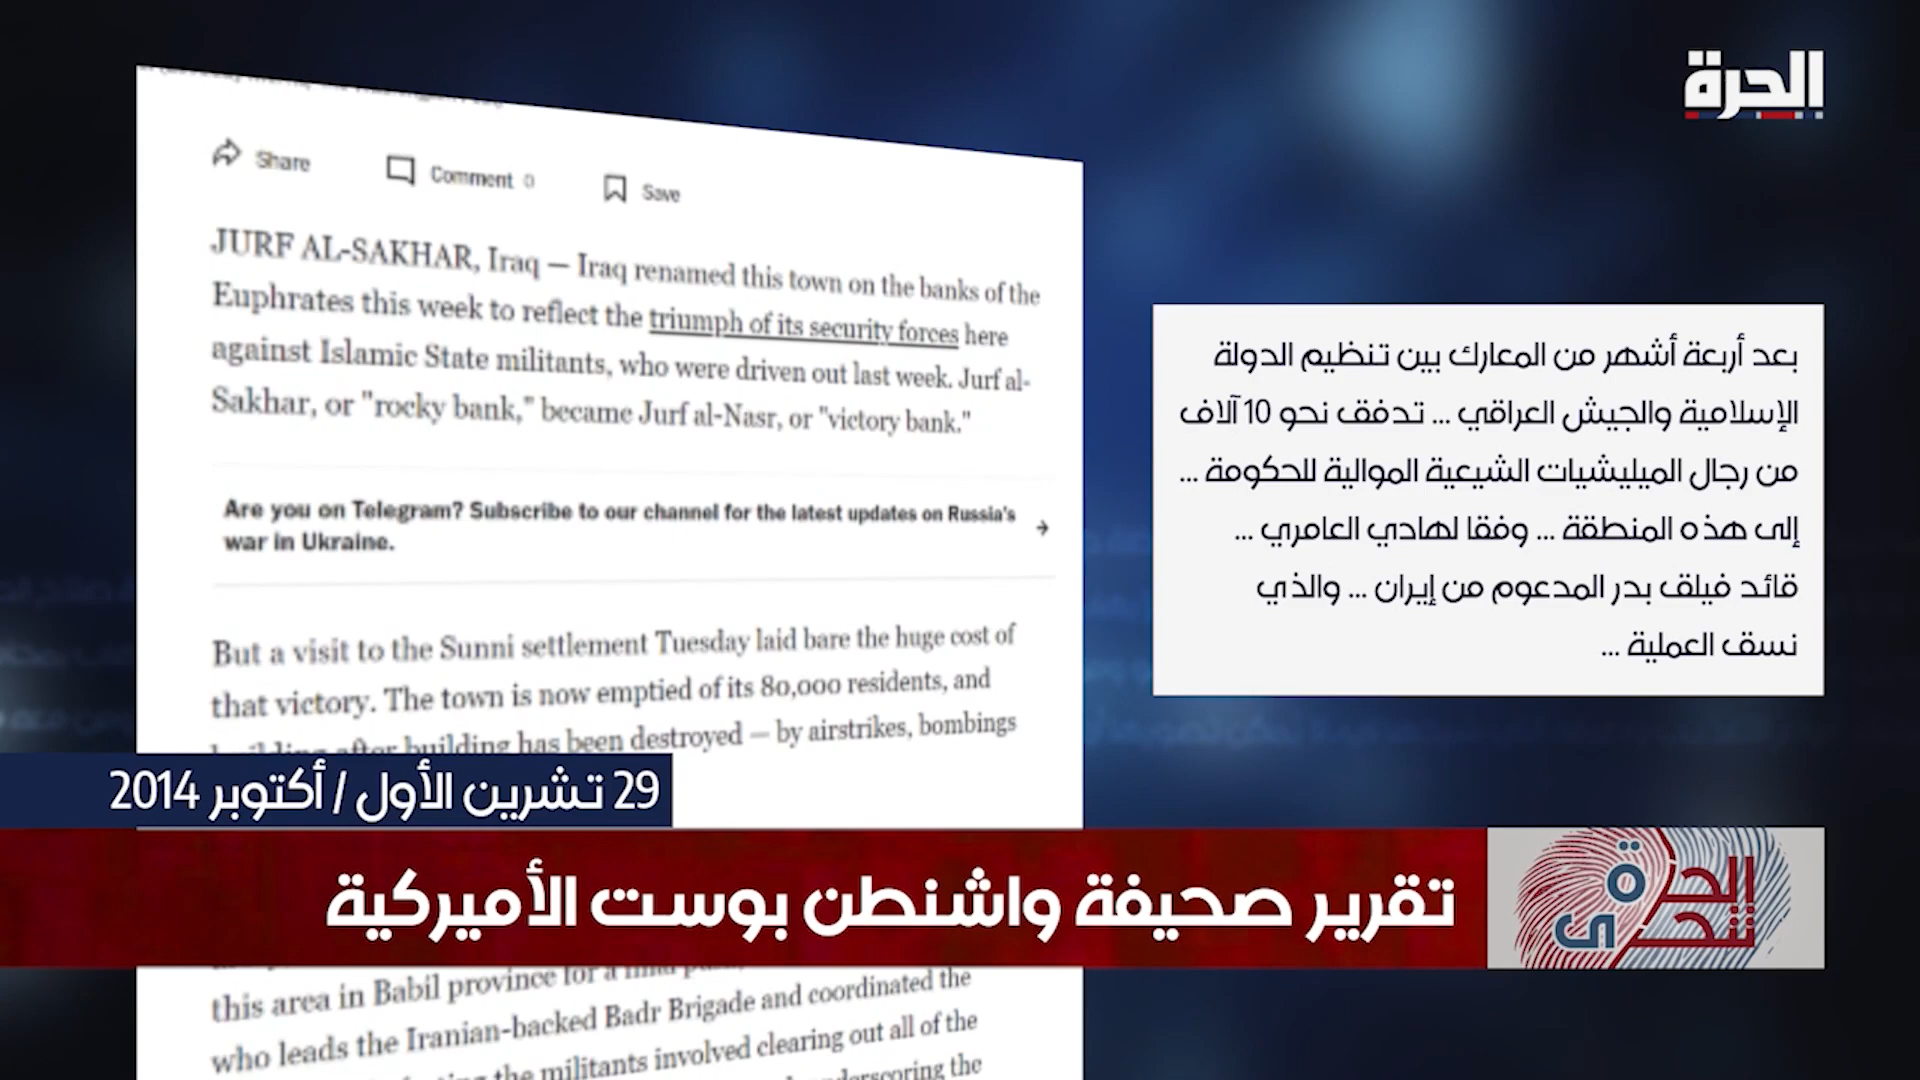 الحرة
Share
Comment 0
Save
JURF AL-SAKHAR, Iraq — Iraq renamed this town on the banks of the
Euphrates this week to reflect the triumph of its security forces here
against Islamic State militants, who were driven out last week. Jurf al-
Sakhar, or "rocky bank," became Jurf al-Nasr, or "victory bank."
Are you on Telegram? Subscribe to our channel for the latest updates on Russia's
war in Ukraine.
But a visit to the Sunni settlement Tuesday laid bare the huge cost of
that victory. The town is now emptied of its 80,000 residents, and
building after building has been destroyed — by airstrikes, bombings
this area in Babil province for a final
who leads the Iranian-backed Badr Brigade and coordinated the
the militants involved clearing out all of the
underscoring the
بعد أربعة أشهر من المعارك بين تنظيم الدولة
الإسلامية والجيش العراقي ... تدفق نحو 10 آلاف
من رجال الميليشيات الشيعية الموالية للحكومة ...
إلى هذه المنطقة ... وفقا لهادي العامري ...
قائد فيلق بدر المدعوم من إيران ... والذي
نسق العملية ...
29 تشرين الأول / أكتوبر 2014
تقرير صحيفة واشنطن بوست الأميركية
الحرة
تتحرى